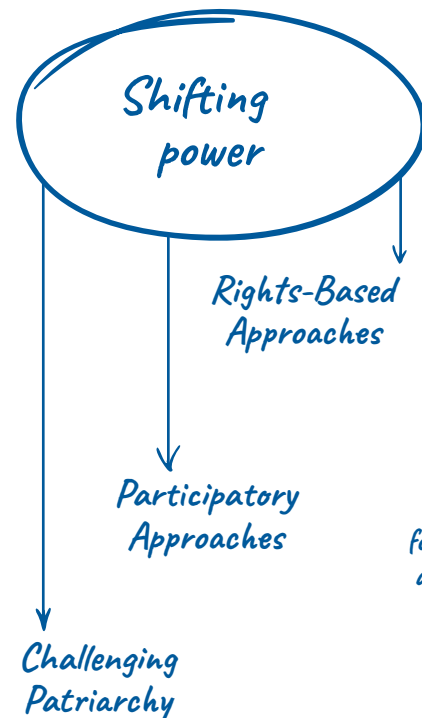 Shifting
power
Rights-Based
Approaches
Participatory
Approaches
Challenging
Patriarchy